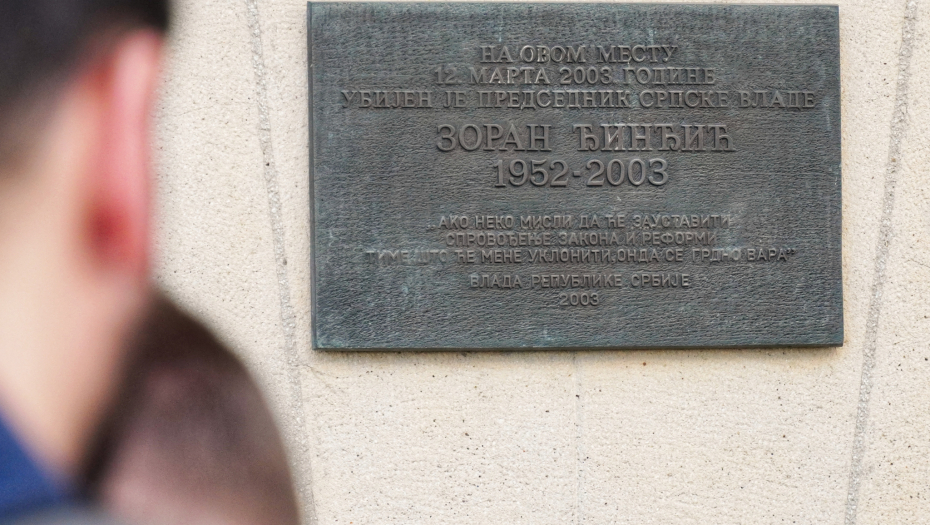 НА ОВОМ МЕСТУ
12. МАРТА 2003. ГОДИНЕ
УБИЈЕН ЈЕ ПРЕДСЕДНИК СРПСКЕ ВЛАДЕ
ЗОРАН ЂИНЂИЋ
1952-2003
АКО НЕКО МИСЛИ ДА ЋЕ ЗАУСТАВИТИ
СПРОВОЂЕЊЕ ЗАКОНА И РЕФОРМИ
ТИМЕ ШТО ЋЕ МЕНЕ УКЛОНИТИ, ОНДА СЕ ГРДНО ВАРА"
ВЛАДА РЕПУБЛИКЕ СРБИЈЕ
2003